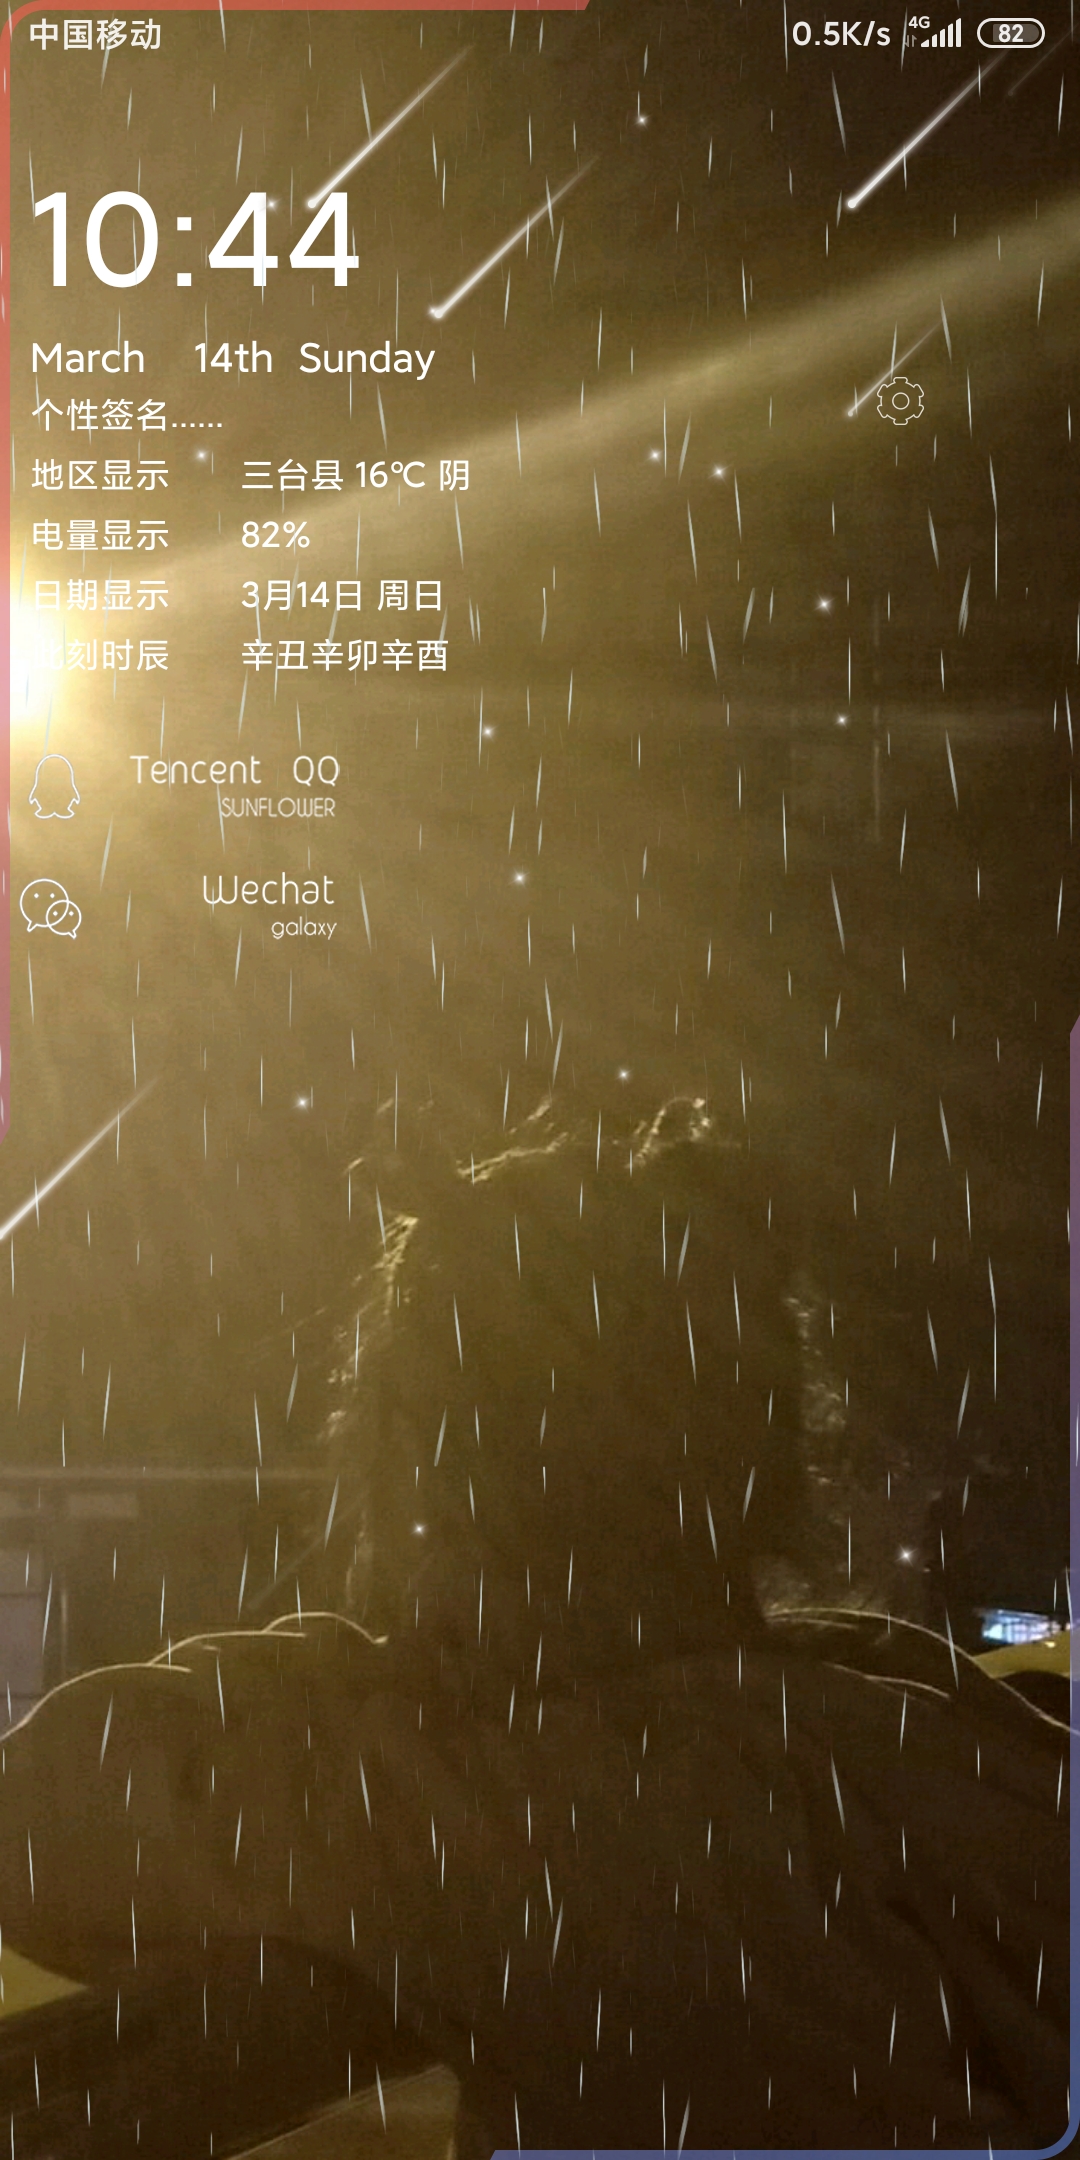 中国移动 0.5K/s 4G 82
10:44
March 14th Sunday
个性签名......
地区显示 三台县 16℃ 阴
电量显示 82%
日期显示 3月14日 周日
此刻时辰 辛丑辛卯辛酉
Tencent QQ
SUNFLOWER
Wechat
galaxy